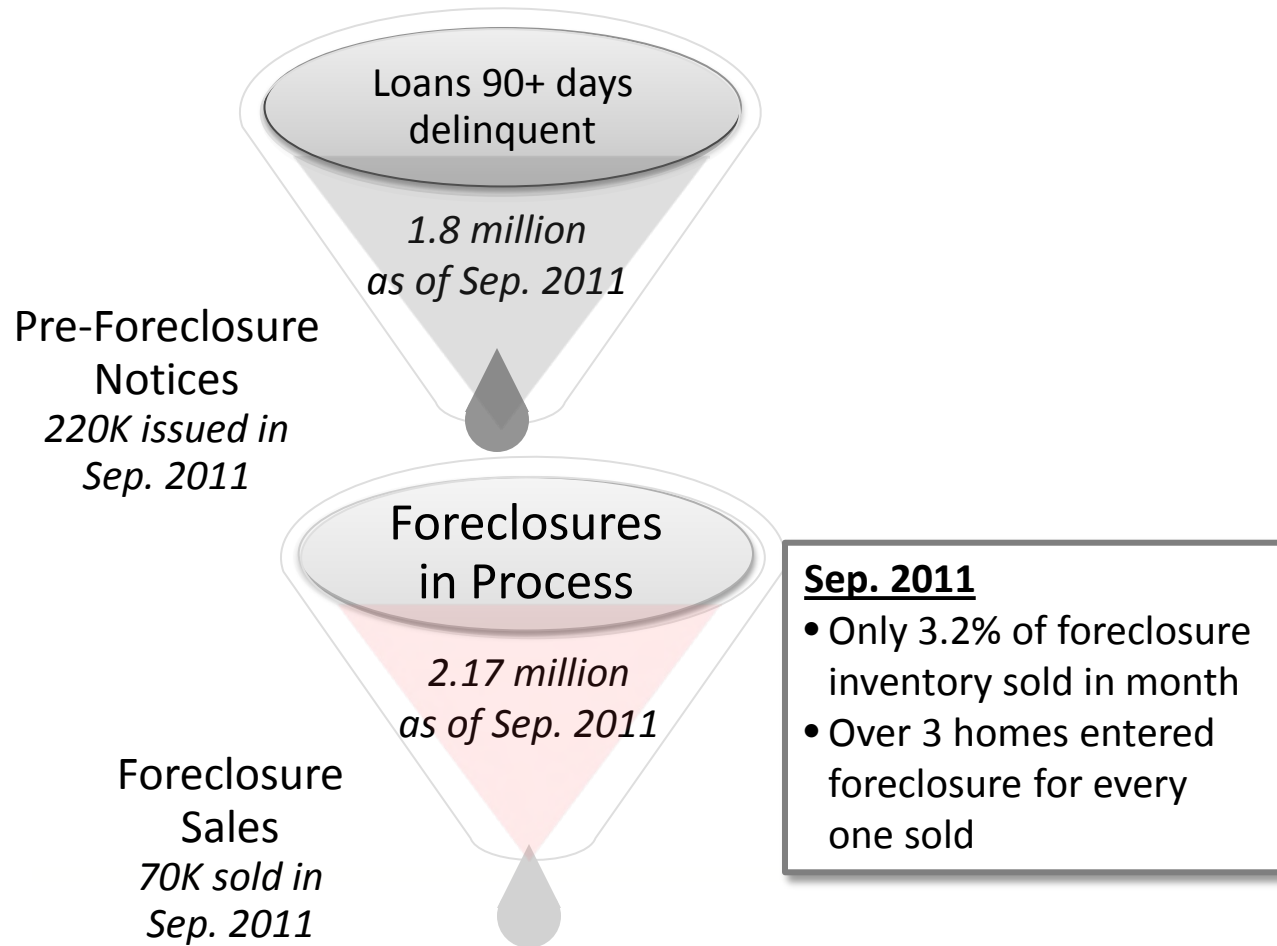 Loans 90+ days
delinquent
1.8 million
as of Sep. 2011
Pre-Foreclosure
Notices
220K issued in
Sep. 2011
Foreclosures
in Process
2.17 million
as of Sep. 2011
Sep. 2011
• Only 3.2% of foreclosure
inventory sold in month
• Over 3 homes entered
foreclosure for every
one sold
Foreclosure
Sales
70K sold in
Sep. 2011